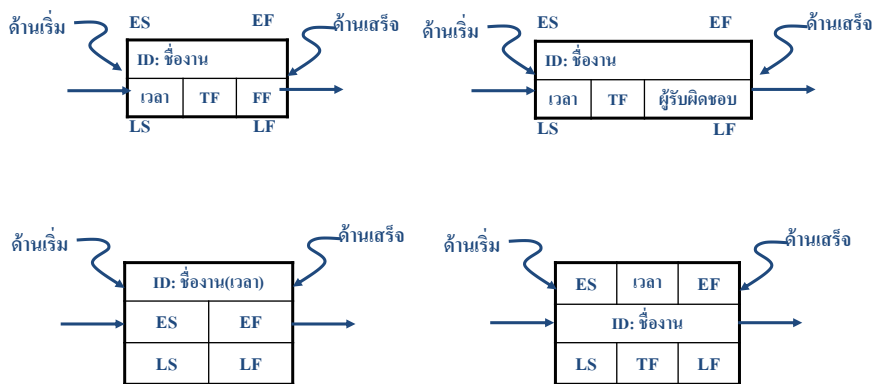 ES EF
ด้านเริ่ม ด้านเสร็จ
ID: ชื่องาน
เวลา TF FF
LS LF
ES EF
ด้านเริ่ม ด้านเสร็จ
ID: ชื่องาน
เวลา TF ผู้รับผิดชอบ
LS LF
ด้านเริ่ม ด้านเสร็จ
ID: ชื่องาน(เวลา)
ES EF
LS LF
ด้านเริ่ม ด้านเสร็จ
ES เวลา EF
ID: ชื่องาน
LS TF LF